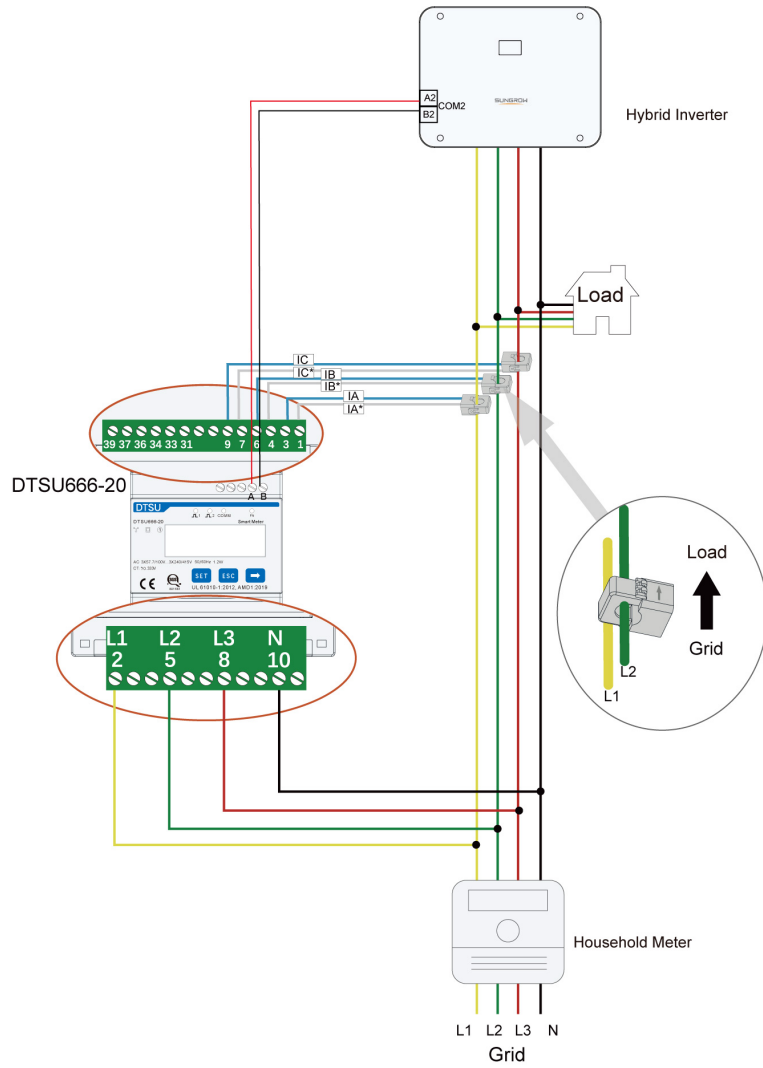 A2
COM2
B2
SUNGROW
Hybrid Inverter
Load
IC
IC*
IB
IB*
IA
IA*
39 37 36 34 33 31 9 7 6 4 3 1
DTSU666-20
A B
DTSU
DTSU666-20
Smart Meter
SET ESC
UL 61010-1:2012, AMD1:2018
L1 L2 L3 N
2 5 8 10
Load
Grid
L2
L1
Household Meter
L1 L2 L3 N
Grid